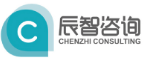 C
辰智咨询
CHENZHI CONSULTING